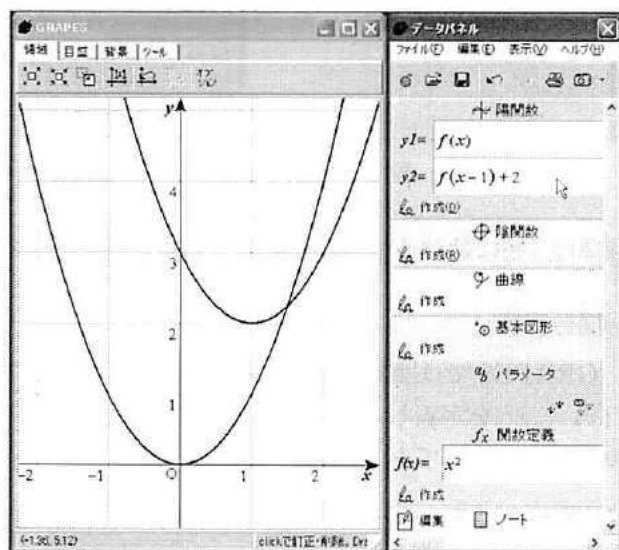 GRAPES
領域 目盛 背景 ツール
y
4
3
2
1
-2 -1 O 1 2 x
(-1.36, 5.12) clickで訂正・削除。
データパネル
ファイル(F) 編集(E) 表示(V) ヘルプ(H)
陽関数
y1= f(x)
y2= f(x-1)+2
作成(D)
陰関数
作成(R)
曲線
作成
基本図形
作成
パラメータ
関数定義
f(x)= x²
作成
編集 ノート